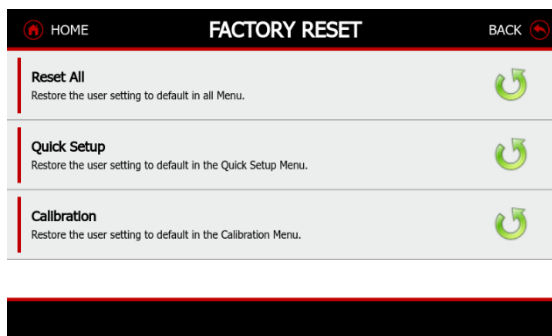 HOME FACTORY RESET BACK
Reset All
Restore the user setting to default in all Menu.
Quick Setup
Restore the user setting to default in the Quick Setup Menu.
Calibration
Restore the user setting to default in the Calibration Menu.